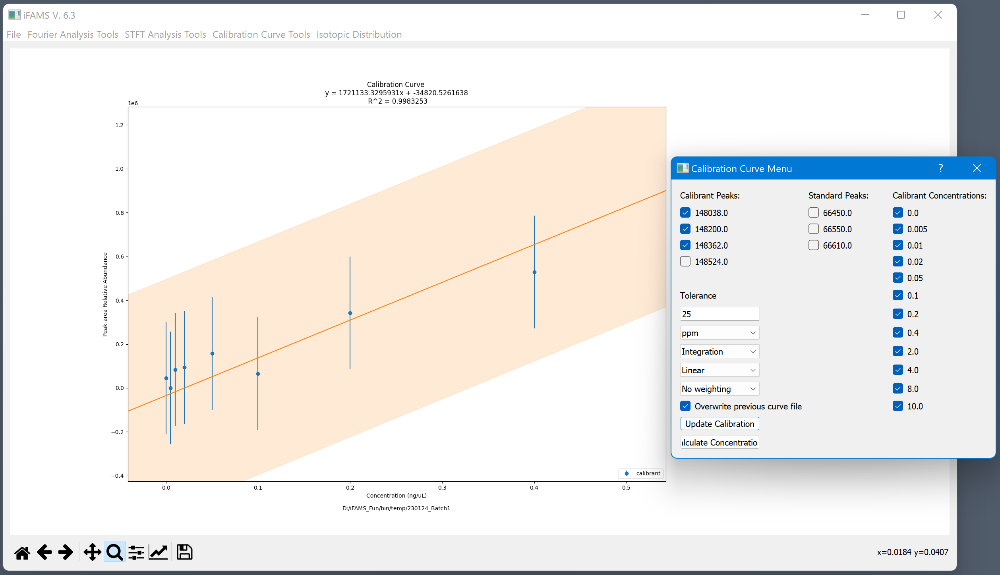 iFAMS V. 6.3
File Fourier Analysis Tools STFT Analysis Tools Calibration Curve Tools Isotopic Distribution
Calibration Curve
y = 1721133.3295931x + -34820.5261638
R^2 = 0.9983253
1e6
1.2
1.0
0.8
0.6
0.4
0.2
0.0
−0.2
−0.4
Peak-area Relative Abundance
0.0 0.1 0.2 0.3 0.4 0.5
Concentration (ng/uL)
D:/iFAMS_Fun/bin/temp/230124_Batch1
calibrant
Calibration Curve Menu ?
Calibrant Peaks:
148038.0
148200.0
148362.0
148524.0
Standard Peaks:
66450.0
66550.0
66610.0
Calibrant Concentrations:
0.0
0.005
0.01
0.02
0.05
0.1
0.2
0.4
2.0
4.0
8.0
10.0
Tolerance
25
ppm
Integration
Linear
No weighting
Overwrite previous curve file
Update Calibration
alculate Concentratio
x=0.0184 y=0.0407